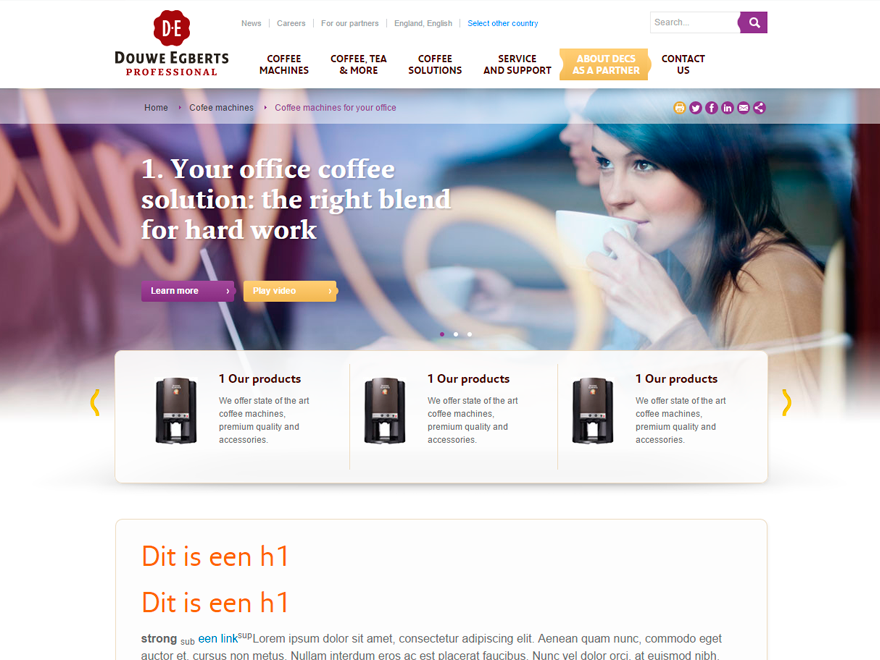 D·E
DOUWE EGBERTS
PROFESSIONAL
News
Careers
For our partners
England, English
Select other country
Search...
COFFEE
MACHINES
COFFEE, TEA
& MORE
COFFEE
SOLUTIONS
SERVICE
AND SUPPORT
ABOUT DECS
AS A PARTNER
CONTACT
US
Home
Cofee machines
Coffee machines for your office
1. Your office coffee
solution: the right blend
for hard work
Learn more
Play video
1 Our products
We offer state of the art
coffee machines,
premium quality and
accessories.
1 Our products
We offer state of the art
coffee machines,
premium quality and
accessories.
1 Our products
We offer state of the art
coffee machines,
premium quality and
accessories.
Dit is een h1
Dit is een h1
strong sub een linksupLorem ipsum dolor sit amet, consectetur adipiscing elit. Aenean quam nunc, commodo eget
auctor et, cursus non metus. Nullam interdum eros ac est placerat faucibus. Nunc vel dolor orci, at euismod nibh.